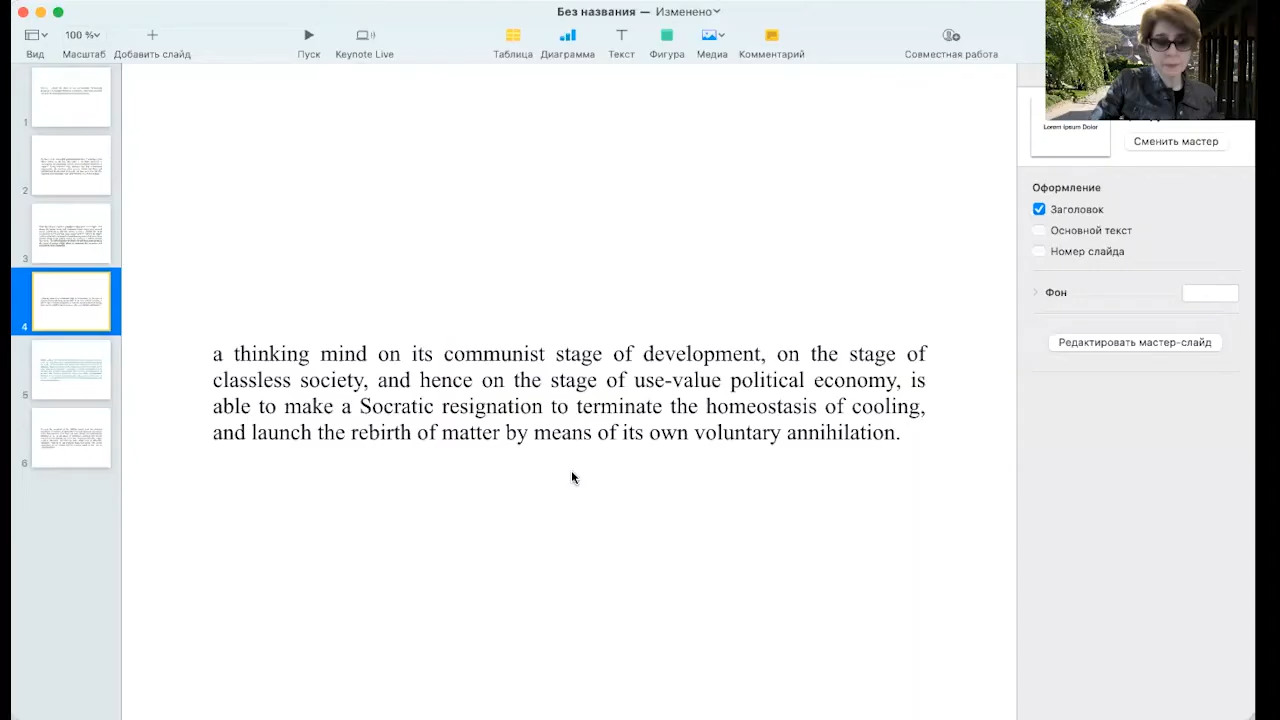 Без названия — Изменено
100 %
Вид
Масштаб
Добавить слайд
Пуск
Keynote Live
Таблица
Диаграмма
Текст
Фигура
Медиа
Комментарий
Совместная работа
1
2
3
4
5
6
a thinking mind on its communist stage of development, on the stage of
classless society, and hence on the stage of use-value political economy, is
able to make a Socratic resignation to terminate the homeostasis of cooling,
and launch the rebirth of matter by means of its own voluntary annihilation.
Lorem Ipsum Dolor
Сменить мастер
Оформление
Заголовок
Основной текст
Номер слайда
Фон
Редактировать мастер-слайд